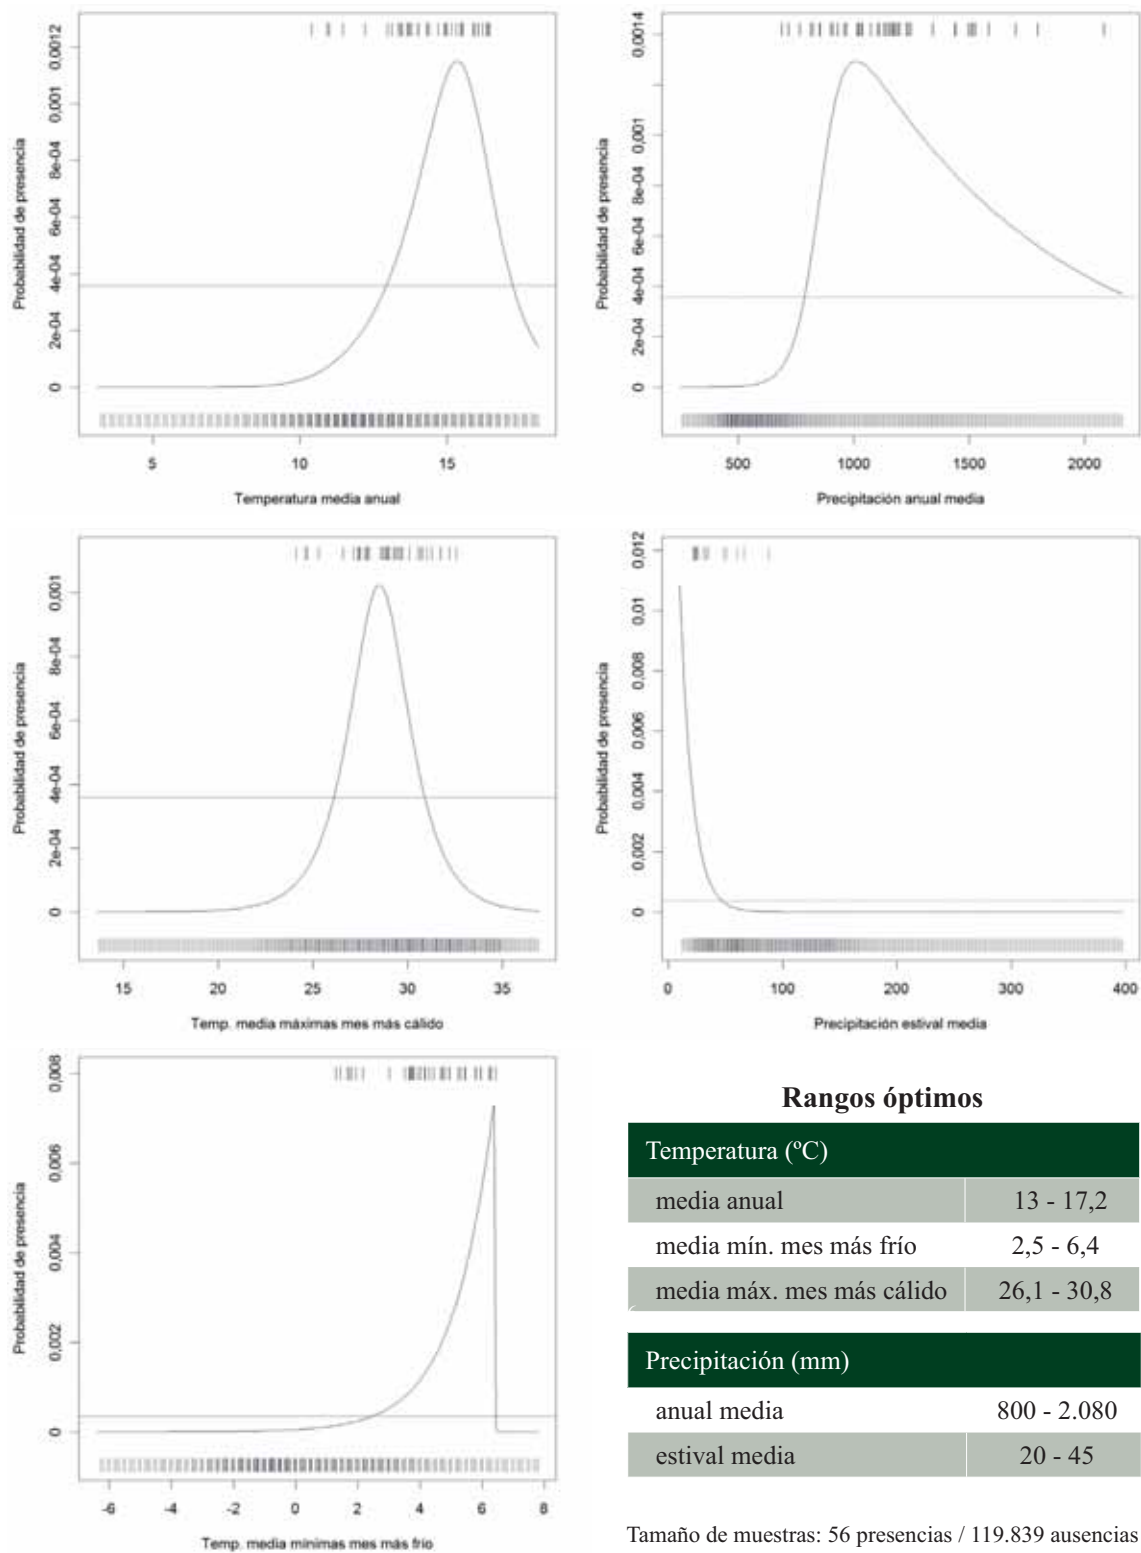 Probabilidad de presencia
0,0012
0,001
8e-04
6e-04
4e-04
2e-04
0
5
10
15
Temperatura media anual
Probabilidad de presencia
0,0014
0,001
8e-04
6e-04
4e-04
2e-04
0
500
1000
1500
2000
Precipitación anual media
Probabilidad de presencia
0,001
8e-04
6e-04
4e-04
2e-04
0
15
20
25
30
35
Temp. media máximas mes más cálido
Probabilidad de presencia
0,012
0,01
0,008
0,006
0,004
0,002
0
0
100
200
300
400
Precipitación estival media
Probabilidad de presencia
0,008
0,006
0,004
0,002
0
-6
-4
-2
0
2
4
6
8
Temp. media mínimas mes más frío
Rangos óptimos
Temperatura (ºC)
media anual 13 - 17,2
media mín. mes más frío 2,5 - 6,4
media máx. mes más cálido 26,1 - 30,8
Precipitación (mm)
anual media 800 - 2.080
estival media 20 - 45
Tamaño de muestras: 56 presencias / 119.839 ausencias